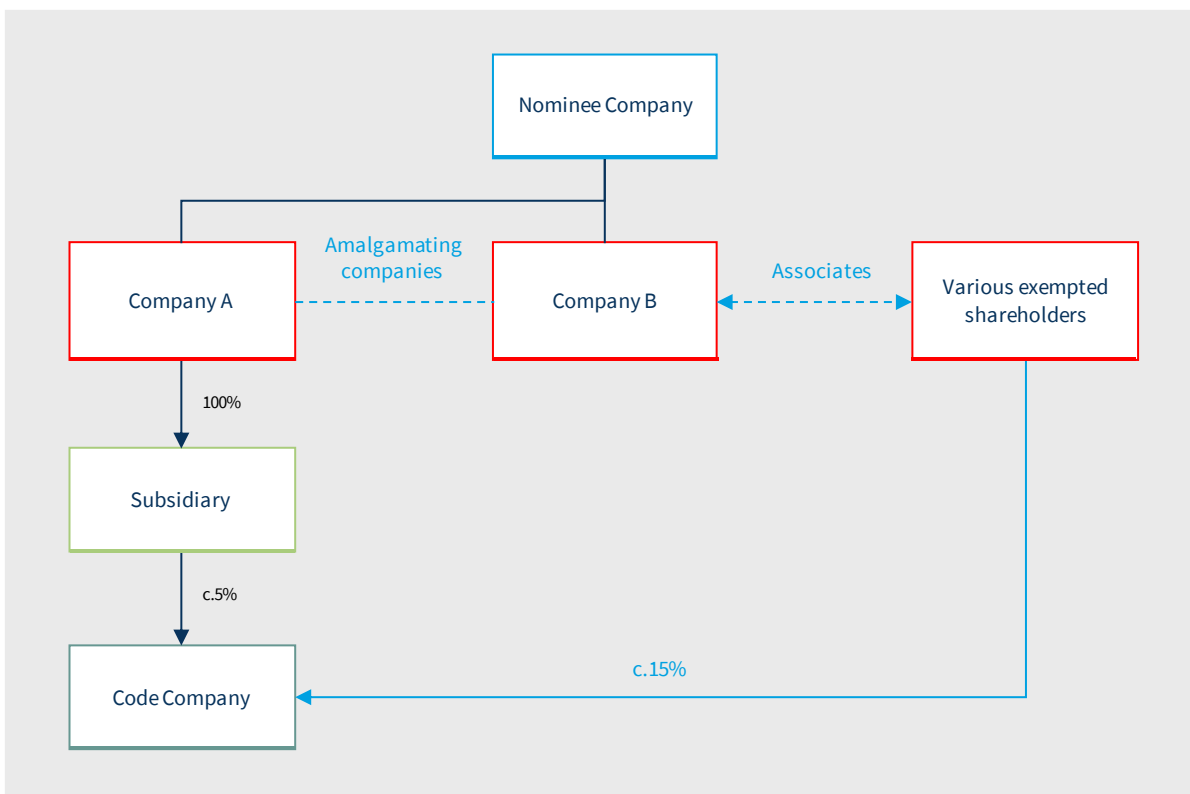 Nominee Company
Amalgamating
companies
Associates
Company A
Company B
Various exempted
shareholders
100%
Subsidiary
c.5%
c.15%
Code Company